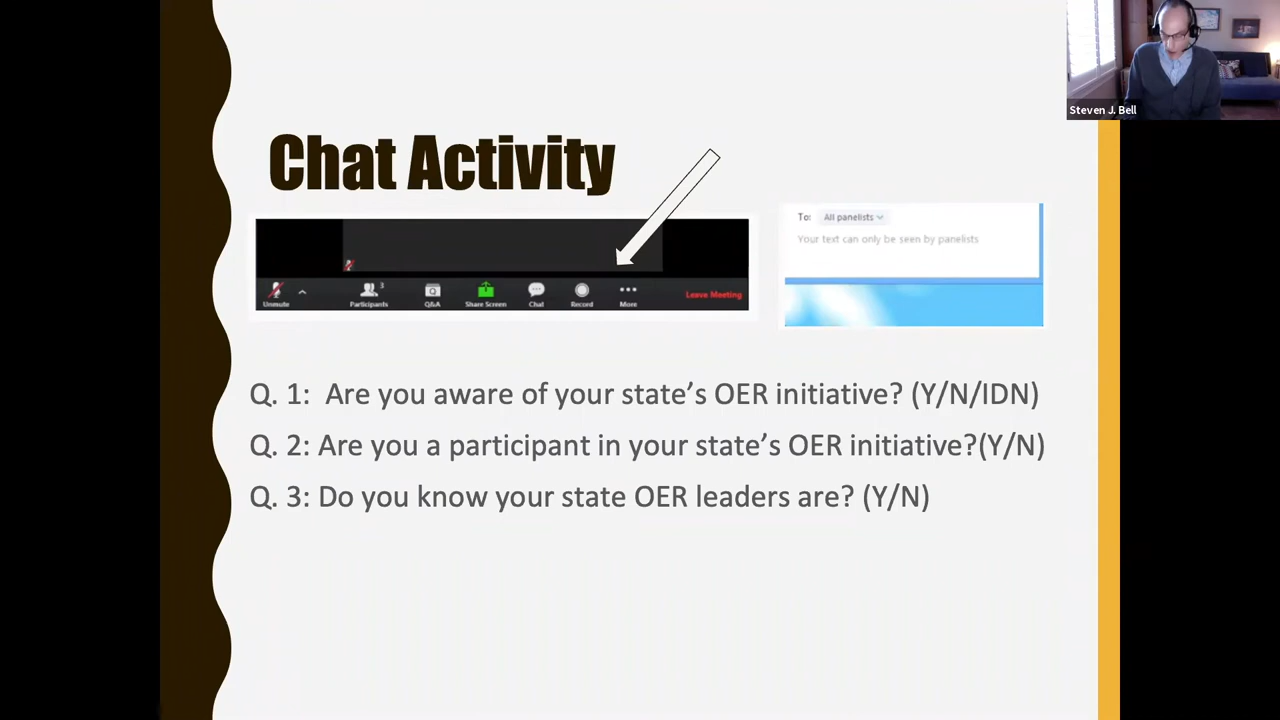 Steven J. Bell
Chat Activity
To: All panelists
Your text can only be seen by panelists
3
Unmute Participants Q&A Share Screen Chat Record More Leave Meeting
Q. 1: Are you aware of your state's OER initiative? (Y/N/IDN)
Q. 2: Are you a participant in your state's OER initiative?(Y/N)
Q. 3: Do you know your state OER leaders are? (Y/N)